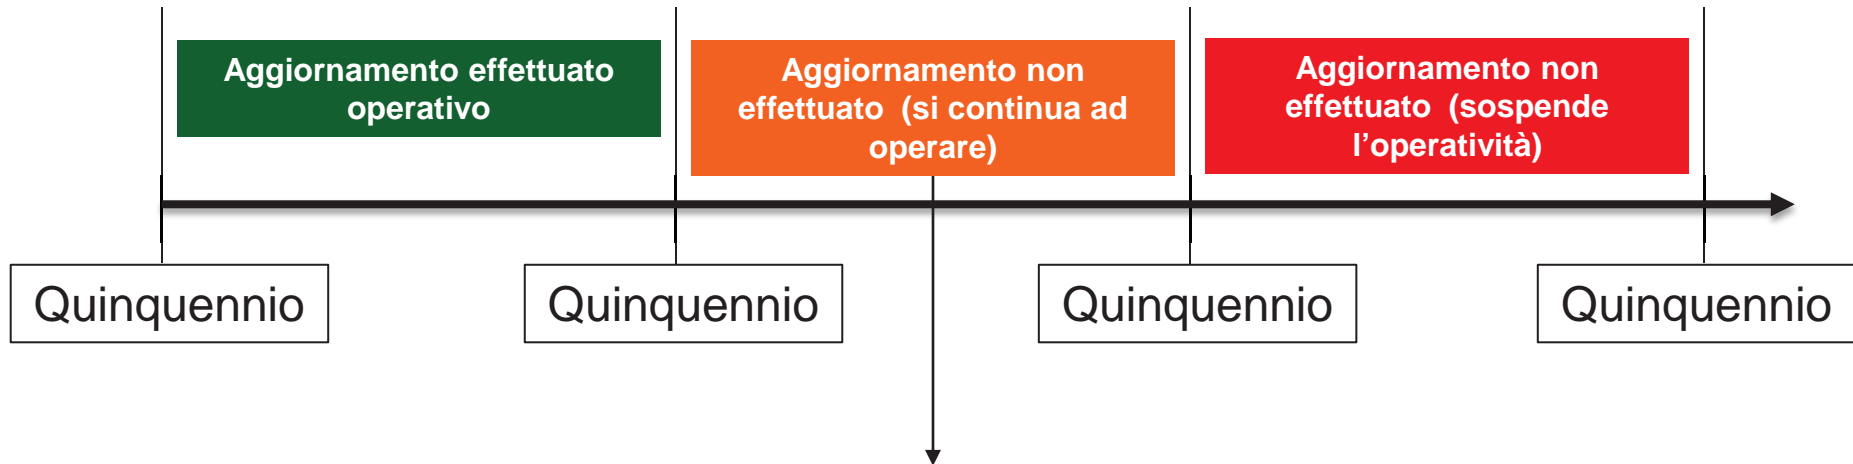 Aggiornamento effettuato
operativo
Aggiornamento non
effettuato (si continua ad
operare)
Aggiornamento non
effettuato (sospende
l’operatività)
Quinquennio
Quinquennio
Quinquennio
Quinquennio